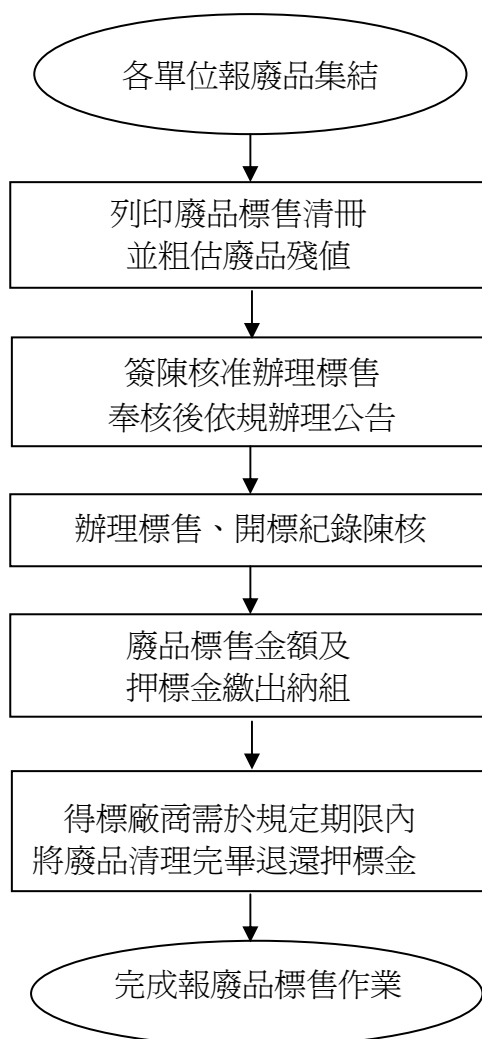 各單位報廢品集結
列印廢品標售清冊
並粗估廢品殘值
簽陳核准辦理標售
奉核後依規辦理公告
辦理標售、開標紀錄陳核
廢品標售金額及
押標金繳出納組
得標廠商需於規定期限內
將廢品清理完畢退還押標金
完成報廢品標售作業